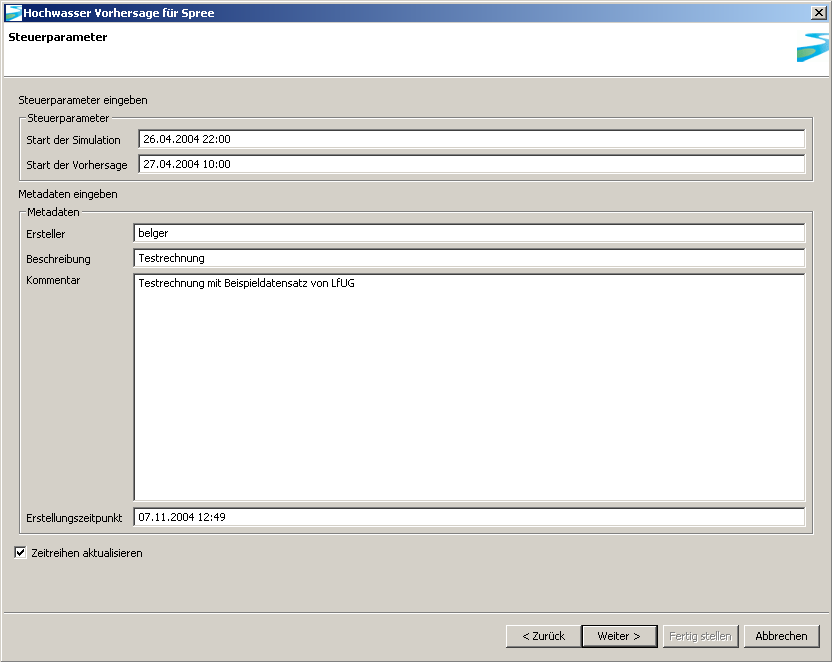 Hochwasser Vorhersage für Spree
Steuerparameter
Steuerparameter eingeben
Steuerparameter
Start der Simulation 26.04.2004 22:00
Start der Vorhersage 27.04.2004 10:00
Metadaten eingeben
Metadaten
Ersteller belger
Beschreibung Testrechnung
Kommentar Testrechnung mit Beispieldatensatz von LfUG
Erstellungszeitpunkt 07.11.2004 12:49
Zeitreihen aktualisieren
< Zurück Weiter > Fertig stellen Abbrechen